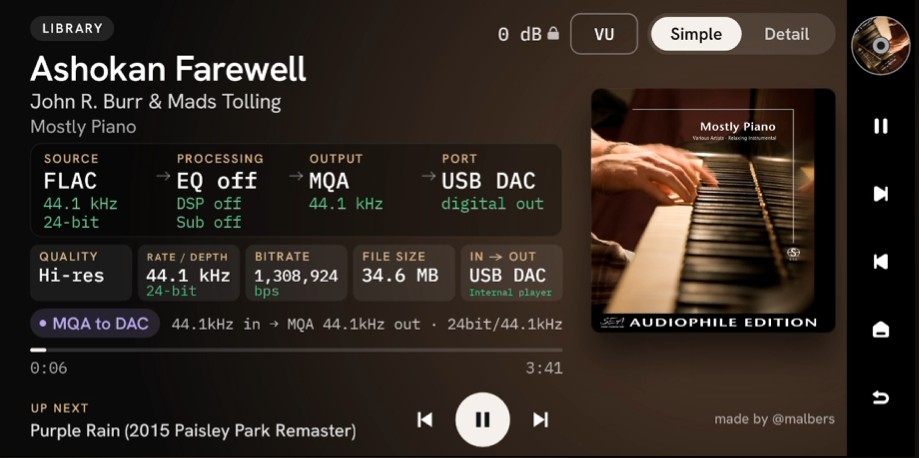 LIBRARY
0 dB
VU
Simple
Detail
Ashokan Farewell
John R. Burr & Mads Tolling
Mostly Piano
SOURCE
FLAC
44.1 kHz
24-bit
→
PROCESSING
EQ off
DSP off
Sub off
→
OUTPUT
MQA
44.1 kHz
→
PORT
USB DAC
digital out
QUALITY
Hi-res
RATE / DEPTH
44.1 kHz
24-bit
BITRATE
1,308,924
bps
FILE SIZE
34.6 MB
IN → OUT
USB DAC
Internal player
• MQA to DAC
44.1kHz in → MQA 44.1kHz out · 24bit/44.1kHz
0:06
3:41
UP NEXT
Purple Rain (2015 Paisley Park Remaster)
Mostly Piano
Various Artists · Relaxing Instrumental
AUDIOPHILE EDITION
made by @malbers